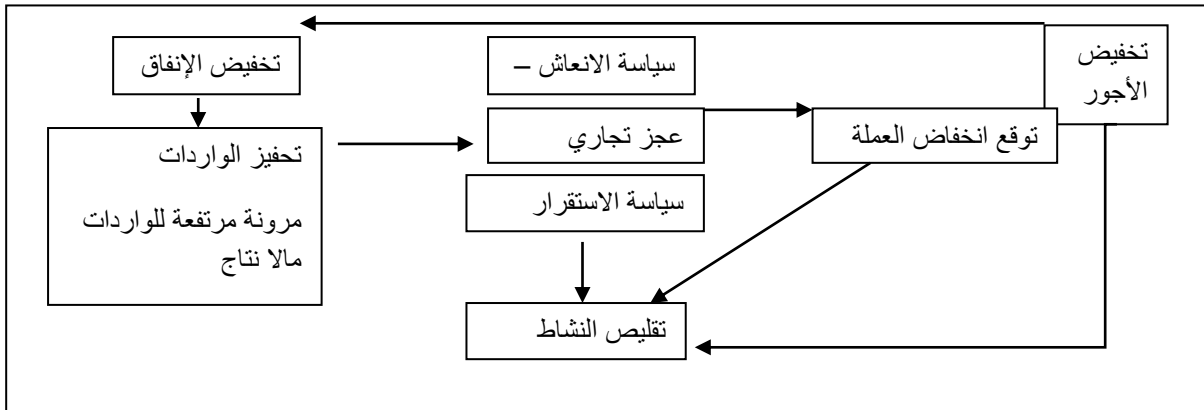 تخفيض
الأجور
سياسة الانعاش –
تخفيض الإنفاق
عجز تجاري
توقع انخفاض العملة
تحفيز الواردات
سياسة الاستقرار
مرونة مرتفعة للواردات
مالا نتاج
تقليص النشاط